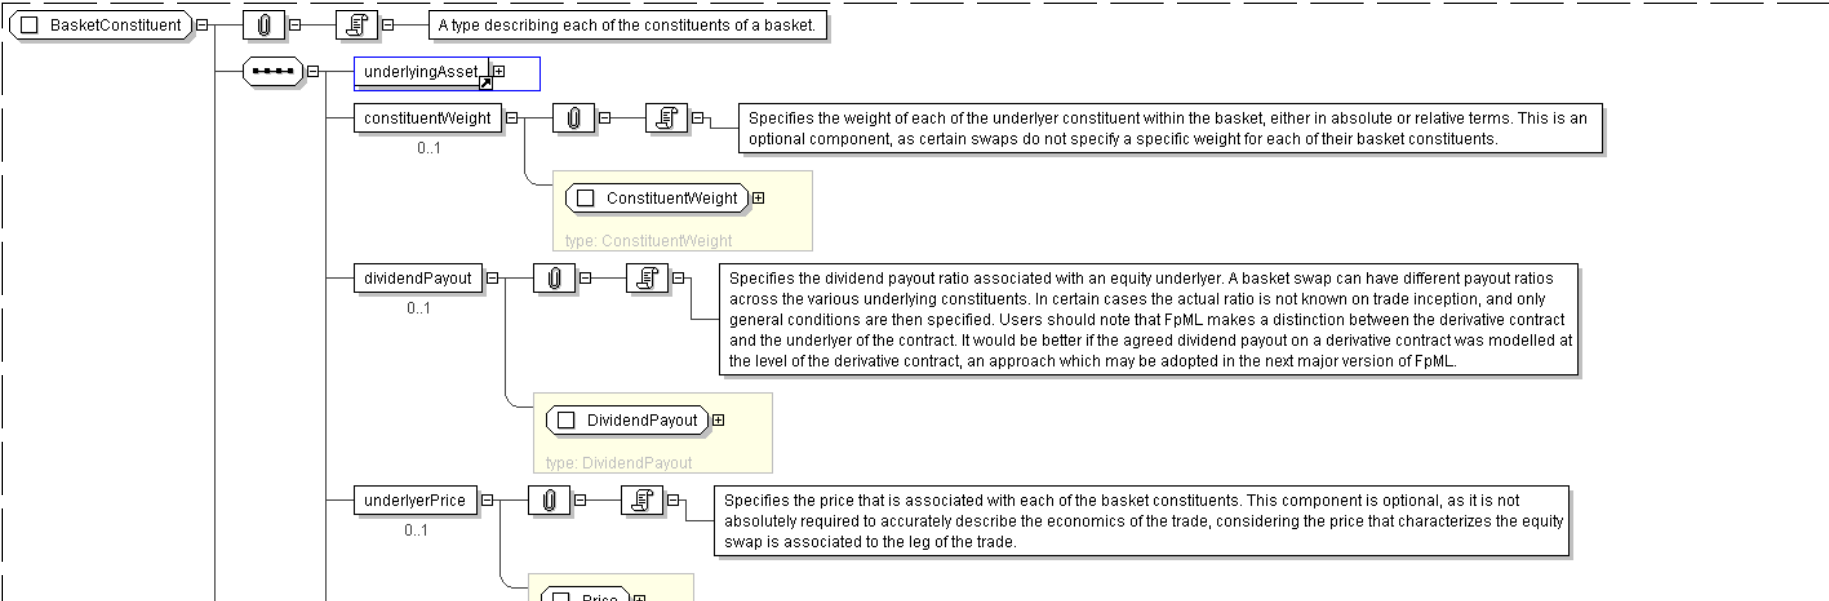 BasketConstituent
A type describing each of the constituents of a basket.
underlyingAsset
constituentWeight
0..1
Specifies the weight of each of the underlyer constituent within the basket, either in absolute or relative terms. This is an
optional component, as certain swaps do not specify a specific weight for each of their basket constituents.
ConstituentWeight
type: ConstituentWeight
dividendPayout
0..1
Specifies the dividend payout ratio associated with an equity underlyer. A basket swap can have different payout ratios
across the various underlying constituents. In certain cases the actual ratio is not known on trade inception, and only
general conditions are then specified. Users should note that FpML makes a distinction between the derivative contract
and the underlyer of the contract. It would be better if the agreed dividend payout on a derivative contract was modelled at
the level of the derivative contract, an approach which may be adopted in the next major version of FpML.
DividendPayout
type: DividendPayout
underlyerPrice
0..1
Specifies the price that is associated with each of the basket constituents. This component is optional, as it is not
absolutely required to accurately describe the economics of the trade, considering the price that characterizes the equity
swap is associated to the leg of the trade.
Price